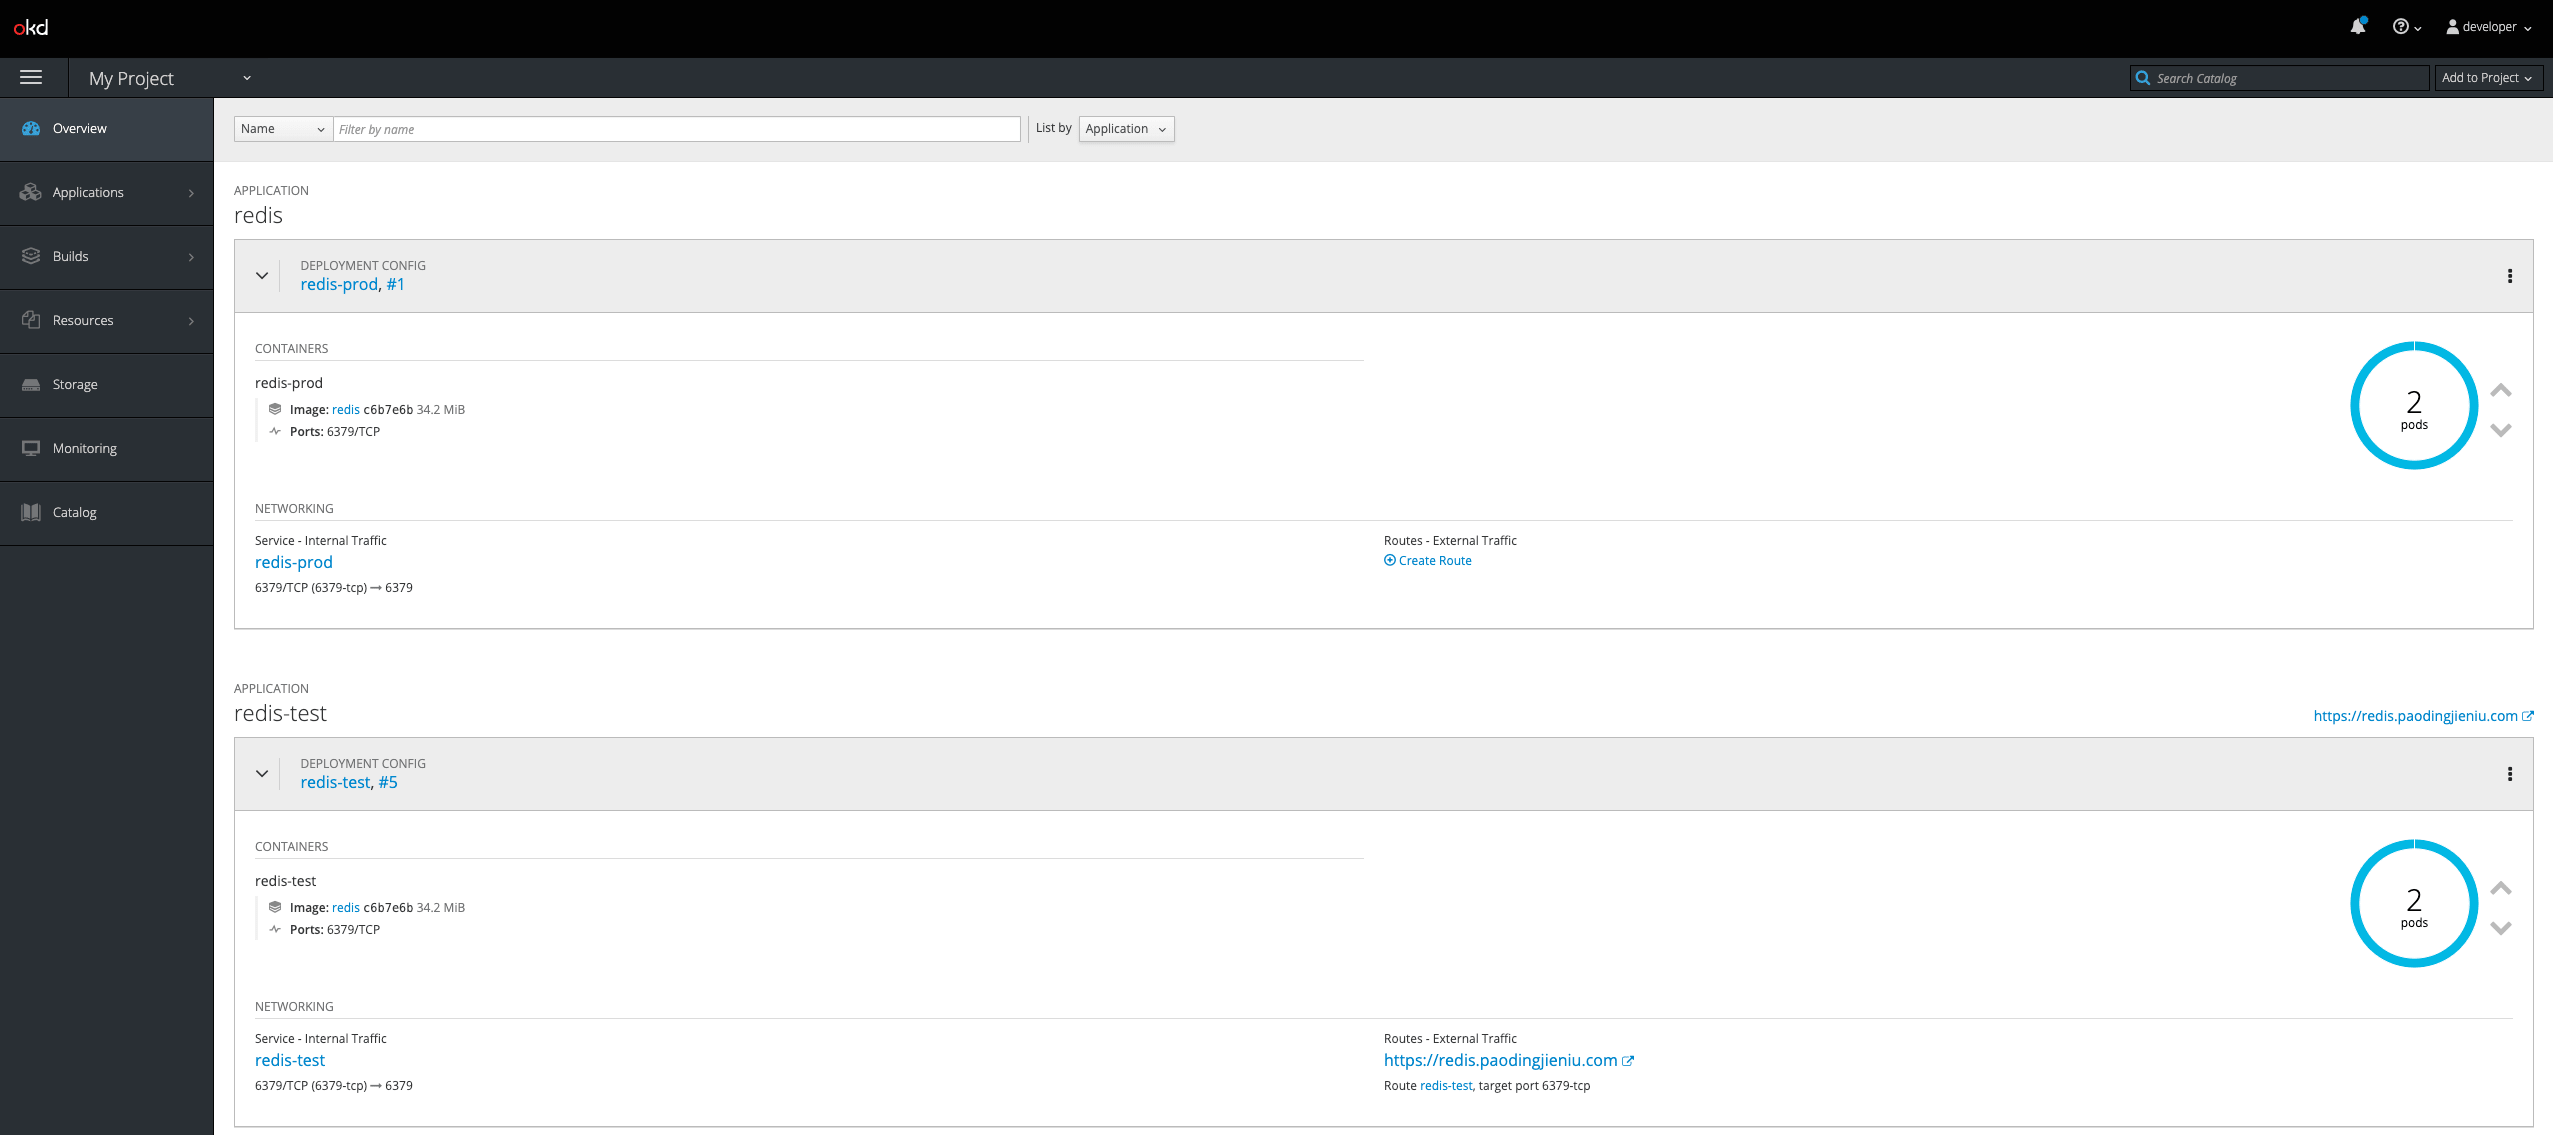 okd
developer
My Project
Search Catalog
Add to Project
Overview
Applications
Builds
Resources
Storage
Monitoring
Catalog
Name
Filter by name
List by
Application
APPLICATION
redis
DEPLOYMENT CONFIG
redis-prod, #1
CONTAINERS
redis-prod
Image: redis c6b7e6b 34.2 MiB
Ports: 6379/TCP
2
pods
NETWORKING
Service - Internal Traffic
redis-prod
6379/TCP (6379-tcp) → 6379
Routes - External Traffic
Create Route
APPLICATION
redis-test
https://redis.paodingjieniu.com
DEPLOYMENT CONFIG
redis-test, #5
CONTAINERS
redis-test
Image: redis c6b7e6b 34.2 MiB
Ports: 6379/TCP
2
pods
NETWORKING
Service - Internal Traffic
redis-test
6379/TCP (6379-tcp) → 6379
Routes - External Traffic
https://redis.paodingjieniu.com
Route redis-test, target port 6379-tcp